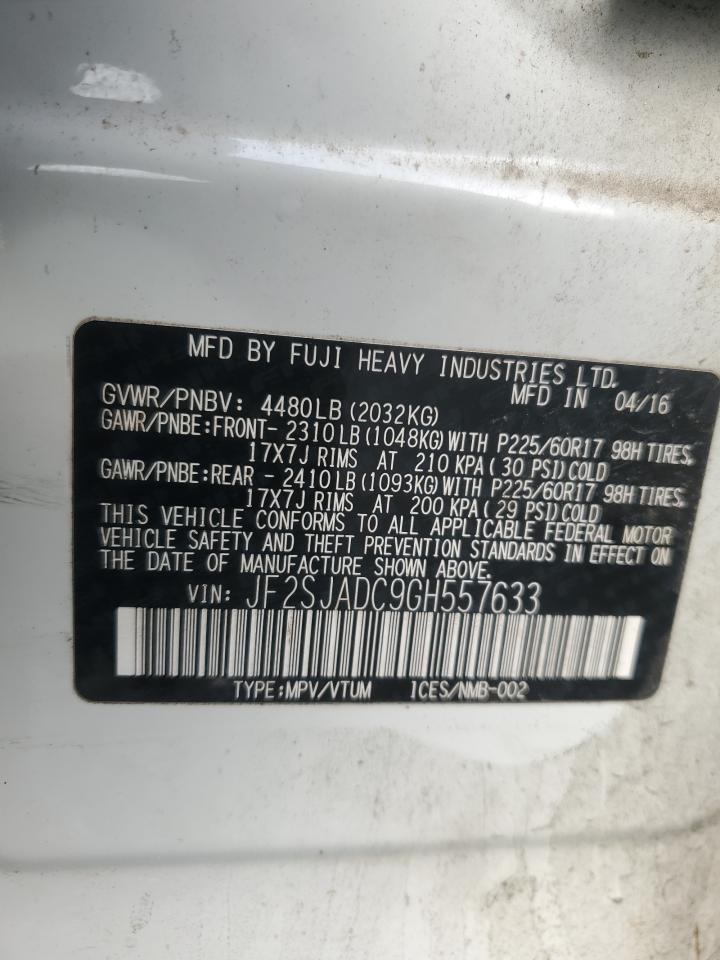 MFD BY FUJI HEAVY INDUSTRIES LTD.
MFD IN 04/16
GVWR/PNBV: 4480LB(2032KG)
GAWR/PNBE:FRONT- 2310LB(1048KG)WITH P225/60R17 98H TIRES,
17X7J RIMS AT 210 KPA( 30 PSI)COLD
GAWR/PNBE:REAR - 2410LB(1093KG)WITH P225/60R17 98H TIRES,
17X7J RIMS AT 200 KPA( 29 PSI)COLD
THIS VEHICLE CONFORMS TO ALL APPLICABLE FEDERAL MOTOR
VEHICLE SAFETY AND THEFT PREVENTION STANDARDS IN EFFECT ON
THE DATE OF MANUFACTURE SHOWN ABOVE.
VIN: JF2SJADC9GH557633
TYPE:MPV/VTUM ICES/NMB-002